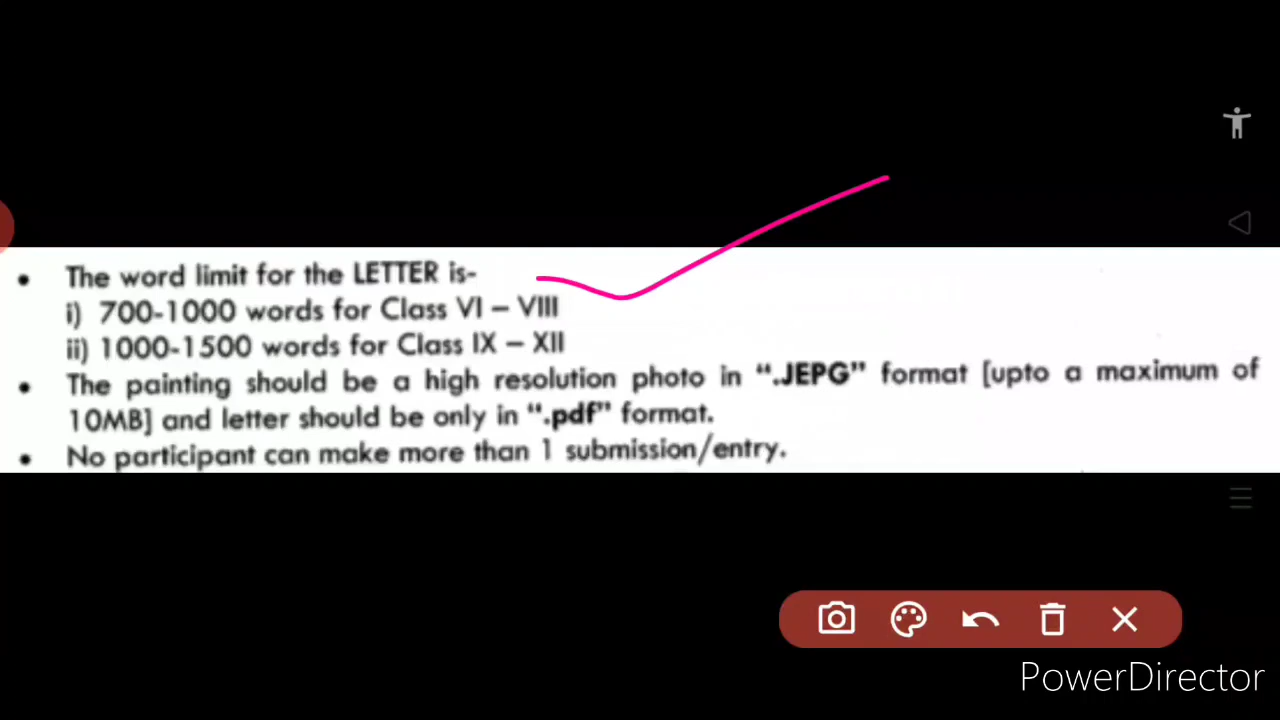 • The word limit for the LETTER is-
i) 700-1000 words for Class VI – VIII
ii) 1000-1500 words for Class IX – XII
• The painting should be a high resolution photo in “.JEPG” format [upto a maximum of
10MB] and letter should be only in “.pdf” format.
• No participant can make more than 1 submission/entry.
PowerDirector